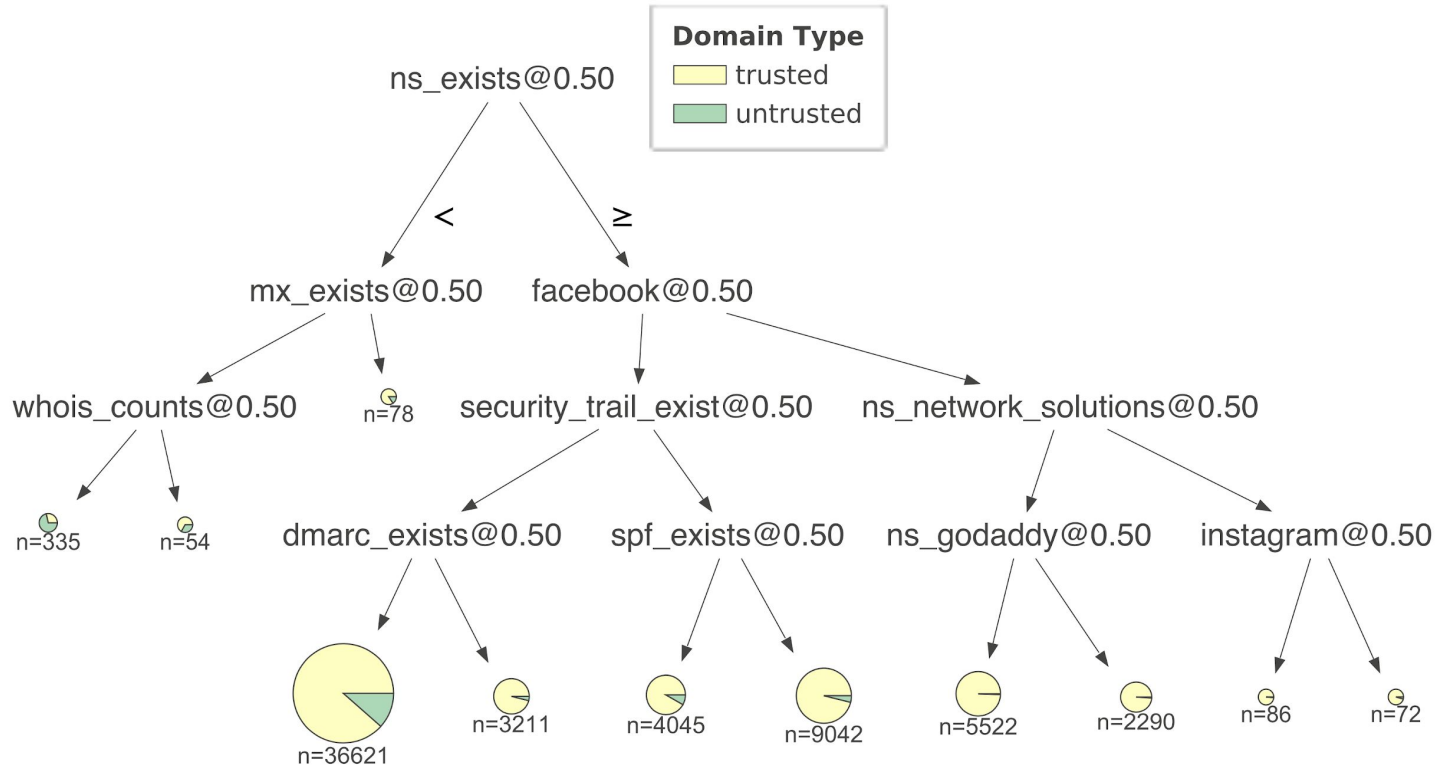 Domain Type
trusted
untrusted
ns_exists@0.50
<
≥
mx_exists@0.50
facebook@0.50
whois_counts@0.50
n=78
security_trail_exist@0.50
ns_network_solutions@0.50
n=335
n=54
dmarc_exists@0.50
spf_exists@0.50
ns_godaddy@0.50
instagram@0.50
n=36621
n=3211
n=4045
n=9042
n=5522
n=2290
n=86
n=72